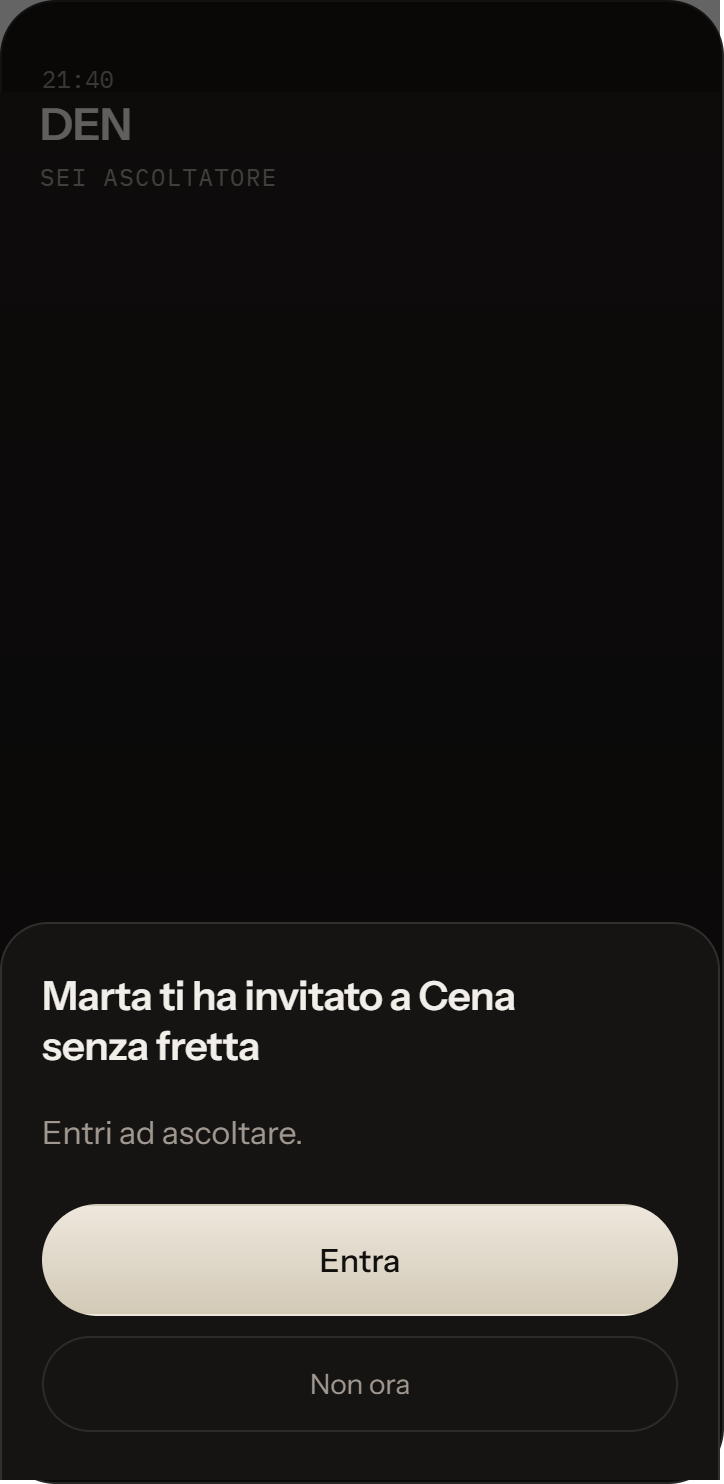 21:40
DEN
SEI ASCOLTATORE
Marta ti ha invitato a Cena
senza fretta
Entri ad ascoltare.
Entra
Non ora